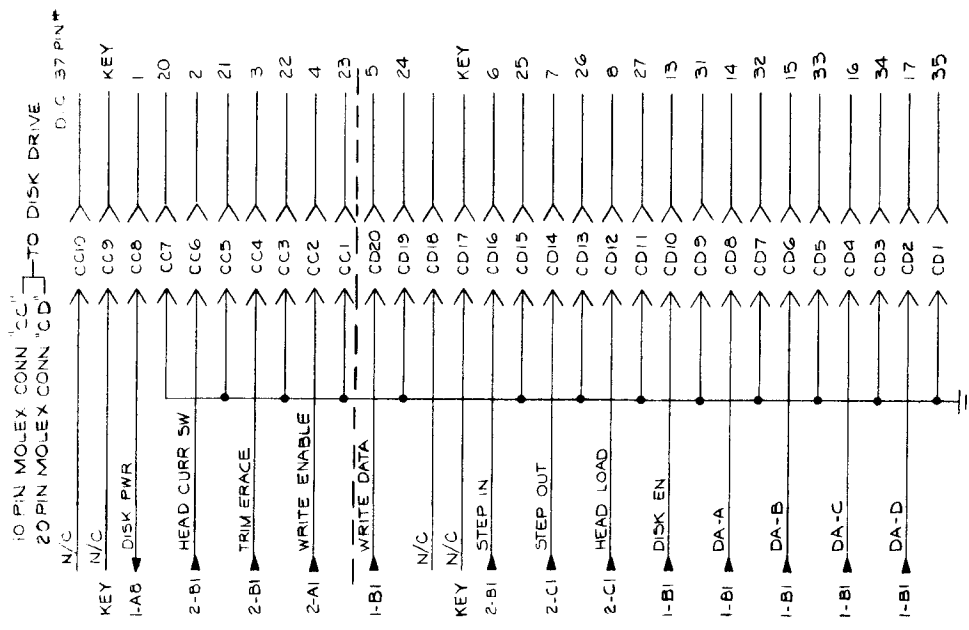 10 PIN MOLEX CONN "CC"
20 PIN MOLEX CONN "CD"
TO DISK DRIVE
D C 37 PIN#
N/C CC10
KEY N/C CC9 KEY
1-A8 DISK PWR CC8 1
CC7 20
2-B1 HEAD CURR SW CC6 2
CC5 21
2-B1 TRIM ERACE CC4 3
CC3 22
2-A1 WRITE ENABLE CC2 4
CC1 23
1-B1 WRITE DATA CD20 5
CD19 24
N/C CD18
KEY N/C CD17 KEY
2-B1 STEP IN CD16 6
CD15 25
2-C1 STEP OUT CD14 7
CD13 26
2-C1 HEAD LOAD CD12 8
CD11 27
1-B1 DISK EN CD10 13
CD9 31
1-B1 DA-A CD8 14
CD7 32
1-B1 DA-B CD6 15
CD5 33
1-B1 DA-C CD4 16
CD3 34
1-B1 DA-D CD2 17
CD1 35